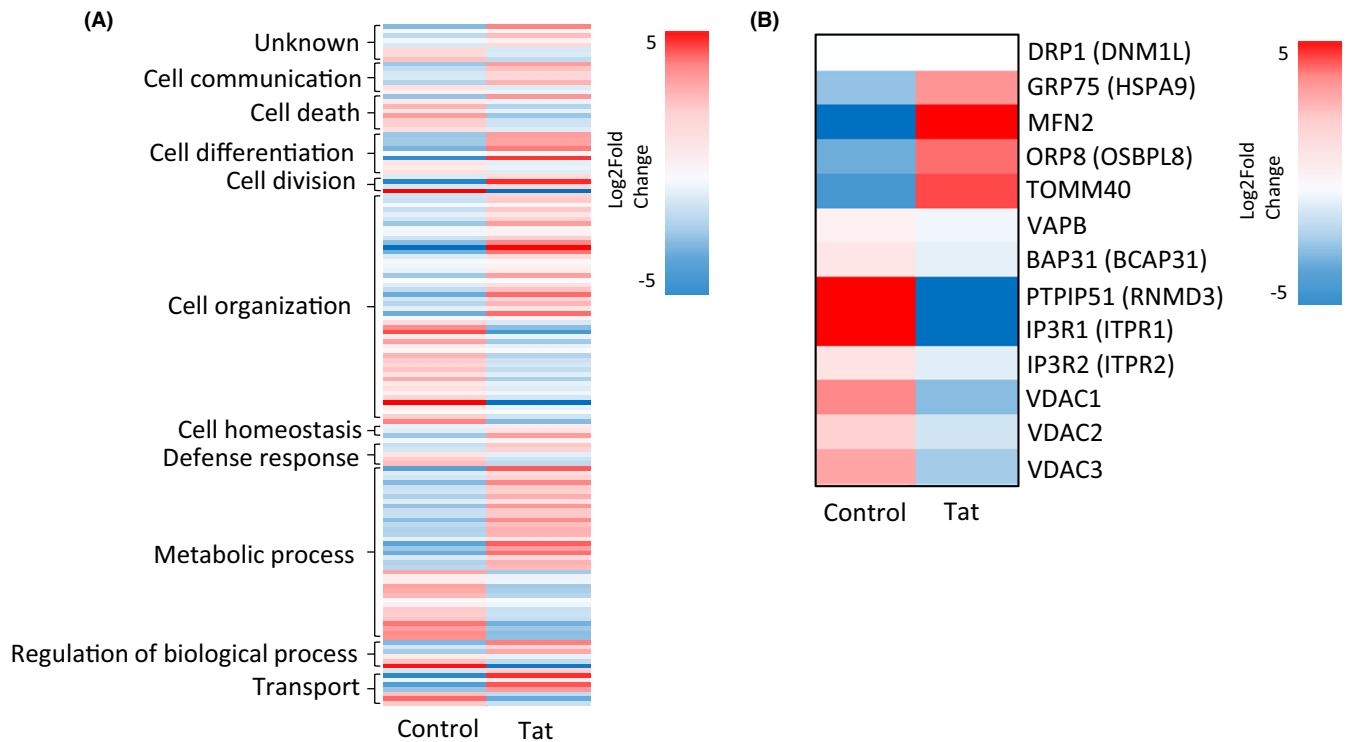 (A)
Unknown
Cell communication
Cell death
Cell differentiation
Cell division
Cell organization
Cell homeostasis
Defense response
Metabolic process
Regulation of biological process
Transport
Control
Tat
5
Log2Fold
Change
-5
(B)
DRP1 (DNM1L)
GRP75 (HSPA9)
MFN2
ORP8 (OSBPL8)
TOMM40
VAPB
BAP31 (BCAP31)
PTPIP51 (RNMD3)
IP3R1 (ITPR1)
IP3R2 (ITPR2)
VDAC1
VDAC2
VDAC3
Control
Tat
5
Log2Fold
Change
-5